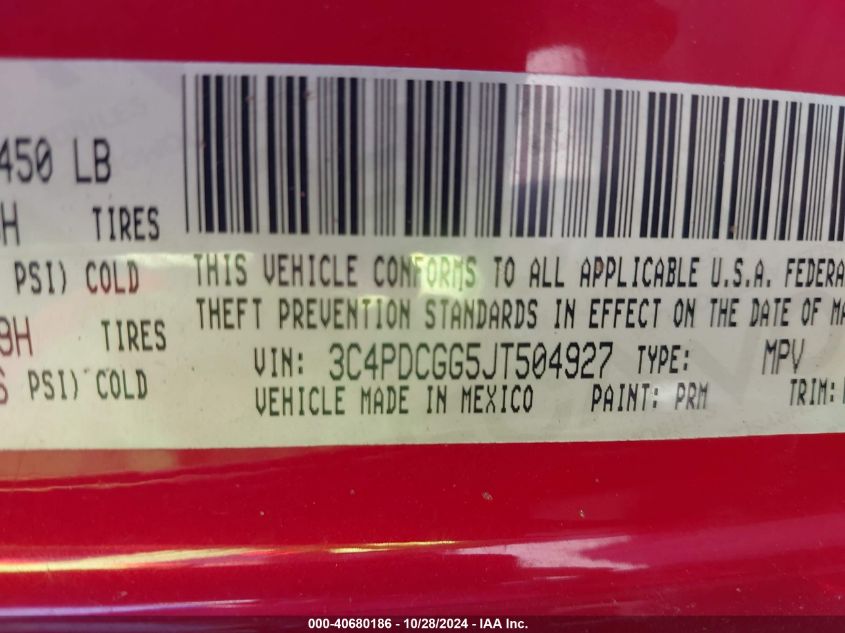 450 LB
H TIRES
PSI) COLD
THIS VEHICLE CONFORMS TO ALL APPLICABLE U.S.A. FEDERA
THEFT PREVENTION STANDARDS IN EFFECT ON THE DATE OF MA
9H TIRES
VIN: 3C4PDCGG5JT504927 TYPE: MPV
PSI) COLD
VEHICLE MADE IN MEXICO PAINT: PRM TRIM:
000-40680186 - 10/28/2024 - IAA Inc.